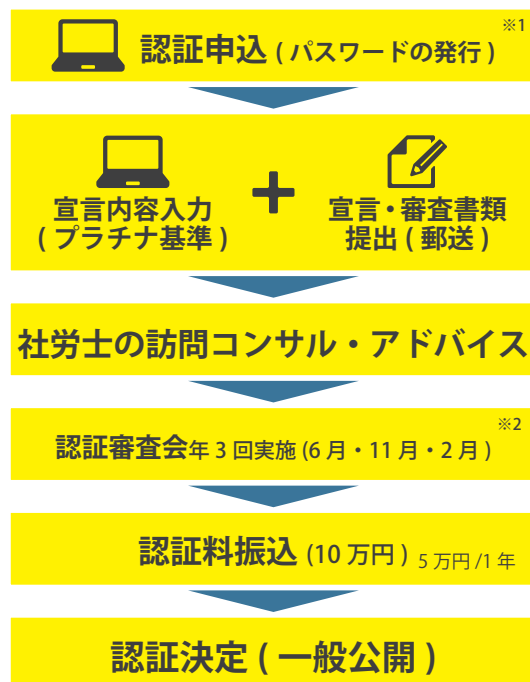 ※1
認証申込 ( パスワードの発行 )
宣言内容入力
( プラチナ基準 )
+
宣言・審査書類
提出 ( 郵送 )
社労士の訪問コンサル・アドバイス
※2
認証審査会年 3 回実施 (6 月・11 月・2 月 )
認証料振込 (10 万円 ) 5 万円 /1 年
認証決定 ( 一般公開 )